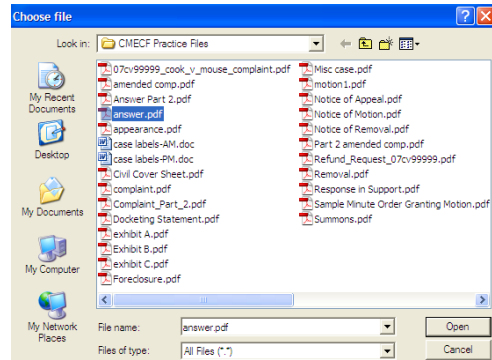 Choose file
Look in:
CMECF Practice Files
My Recent
Documents
Desktop
My Documents
My Computer
My Network
Places
07cv99999_cook_v_mouse_complaint.pdf
amended comp.pdf
Answer Part 2.pdf
answer.pdf
appearance.pdf
case labels-AM.doc
case labels-PM.doc
Civil Cover Sheet.pdf
complaint.pdf
Complaint_Part_2.pdf
Docketing Statement.pdf
exhibit A.pdf
Exhibit B.pdf
exhibit C.pdf
Foreclosure.pdf
Misc case.pdf
motion1.pdf
Notice of Appeal.pdf
Notice of Motion.pdf
Notice of Removal.pdf
Part 2 amended comp.pdf
Refund_Request_07cv99999.pdf
Removal.pdf
Response in Support.pdf
Sample Minute Order Granting Motion.pdf
Summons.pdf
File name:
answer.pdf
Open
Files of type:
All Files (*.*)
Cancel